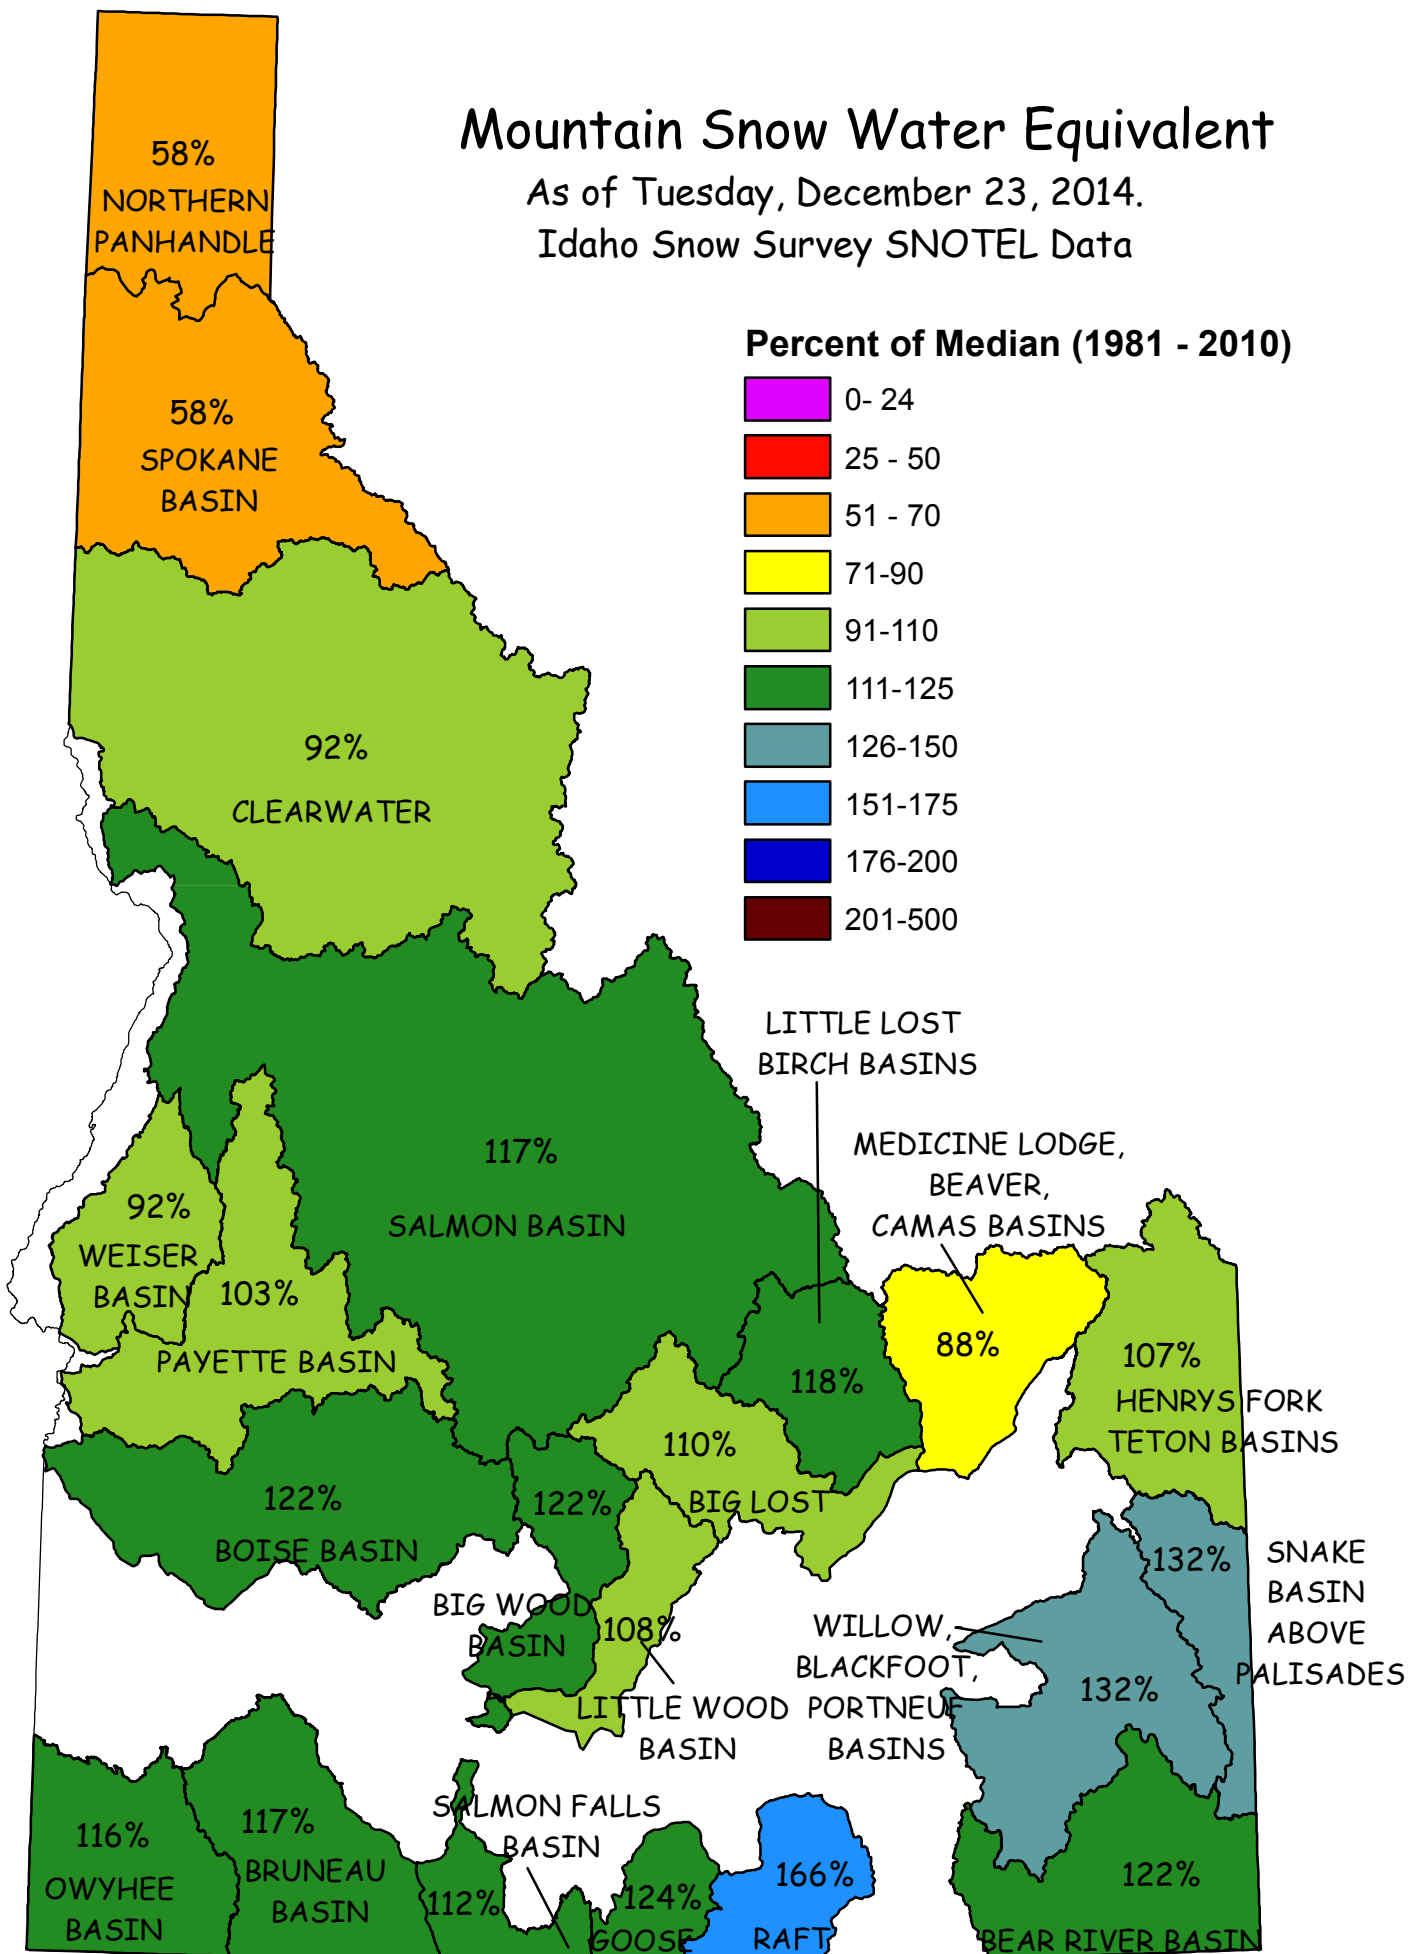 Mountain Snow Water Equivalent
As of Tuesday, December 23, 2014.
Idaho Snow Survey SNOTEL Data
Percent of Median (1981 - 2010)
0- 24
25 - 50
51 - 70
71-90
91-110
111-125
126-150
151-175
176-200
201-500
58%
NORTHERN
PANHANDLE
58%
SPOKANE
BASIN
92%
CLEARWATER
LITTLE LOST
BIRCH BASINS
MEDICINE LODGE,
BEAVER,
CAMAS BASINS
117%
SALMON BASIN
92%
WEISER
BASIN
103%
PAYETTE BASIN
118%
88%
107%
HENRYS FORK
TETON BASINS
110%
BIG LOST
122%
BOISE BASIN
122%
BIG WOOD
BASIN
108%
LITTLE WOOD
BASIN
132%
SNAKE
BASIN
ABOVE
PALISADES
WILLOW,
BLACKFOOT,
PORTNEUF
BASINS
132%
116%
OWYHEE
BASIN
117%
BRUNEAU
BASIN
SALMON FALLS
BASIN
112%
124%
GOOSE
166%
RAFT
122%
BEAR RIVER BASIN